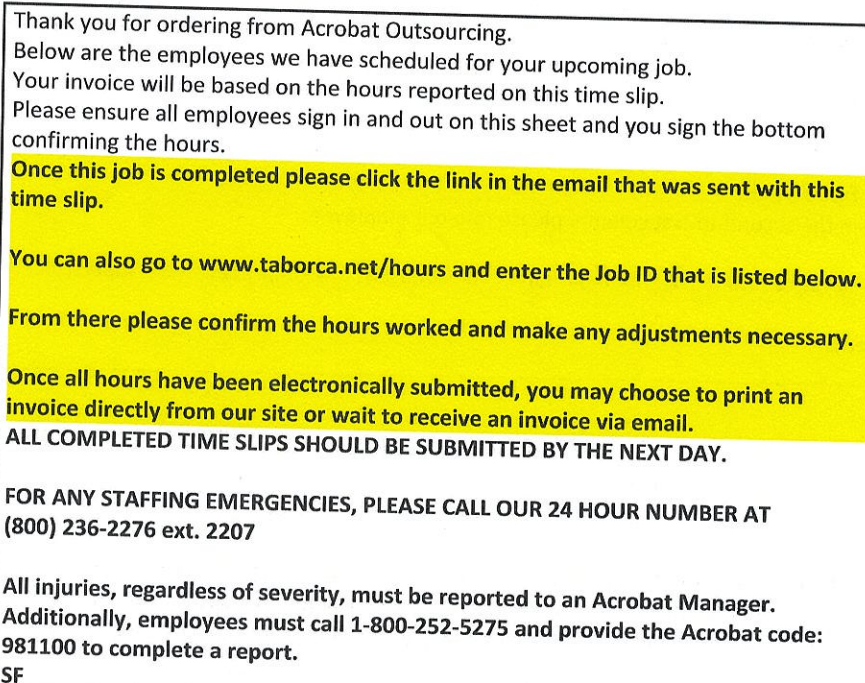 Thank you for ordering from Acrobat Outsourcing.
Below are the employees we have scheduled for your upcoming job.
Your invoice will be based on the hours reported on this time slip.
Please ensure all employees sign in and out on this sheet and you sign the bottom
confirming the hours.
Once this job is completed please click the link in the email that was sent with this
time slip.
You can also go to www.taborca.net/hours and enter the Job ID that is listed below.
From there please confirm the hours worked and make any adjustments necessary.
Once all hours have been electronically submitted, you may choose to print an
invoice directly from our site or wait to receive an invoice via email.
ALL COMPLETED TIME SLIPS SHOULD BE SUBMITTED BY THE NEXT DAY.
FOR ANY STAFFING EMERGENCIES, PLEASE CALL OUR 24 HOUR NUMBER AT
(800) 236-2276 ext. 2207
All injuries, regardless of severity, must be reported to an Acrobat Manager.
Additionally, employees must call 1-800-252-5275 and provide the Acrobat code:
981100 to complete a report.
SF